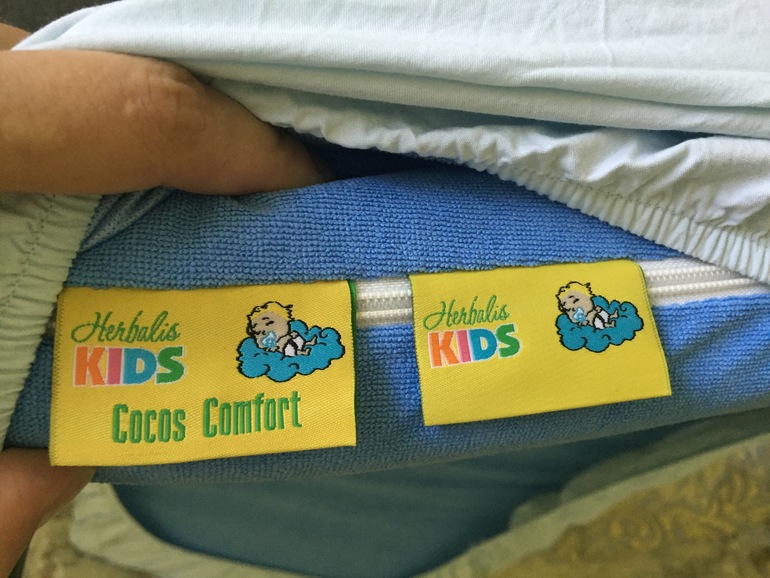 Herbalis
KIDS
Cocos Comfort
Herbalis
KIDS